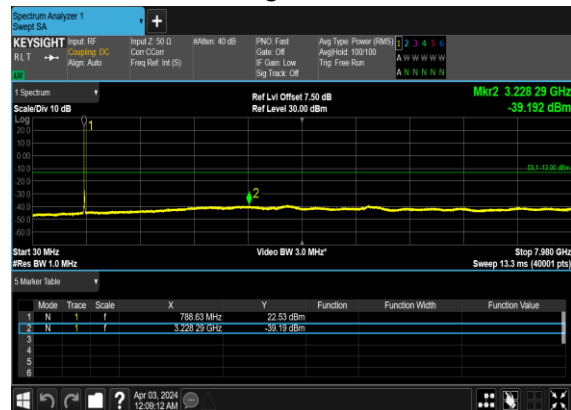 Spectrum Analyzer 1
Swept SA
KEYSIGHT Input: RF Input Z: 50 Ω #Atten: 40 dB PNO: Fast Avg Type: Power (RMS) 1 2 3 4 5 6
RLT Coupling: DC Corr CCorr Gate: Off Avg|Hold: 100/100 A W W W W W
Align: Auto Freq Ref: Int (S) IF Gain: Low Trig: Free Run
Sig Track: Off A N N N N N
LW
1 Spectrum Ref Lvl Offset 7.50 dB Mkr2 3.228 29 GHz
Scale/Div 10 dB Ref Level 30.00 dBm -39.192 dBm
Log
20.0 1
10.0
0.00
-10.0 DL1 -13.00 dBm
-20.0
-30.0 2
-40.0
-50.0
-60.0
Start 30 MHz Video BW 3.0 MHz* Stop 7.980 GHz
#Res BW 1.0 MHz Sweep 13.3 ms (40001 pts)
5 Marker Table
Mode Trace Scale X Y Function Function Width Function Value
1 N 1 f 788.63 MHz 22.53 dBm
2 N 1 f 3.228 29 GHz -39.19 dBm
3
4
5
6
? Apr 03, 2024
12:09:12 AM